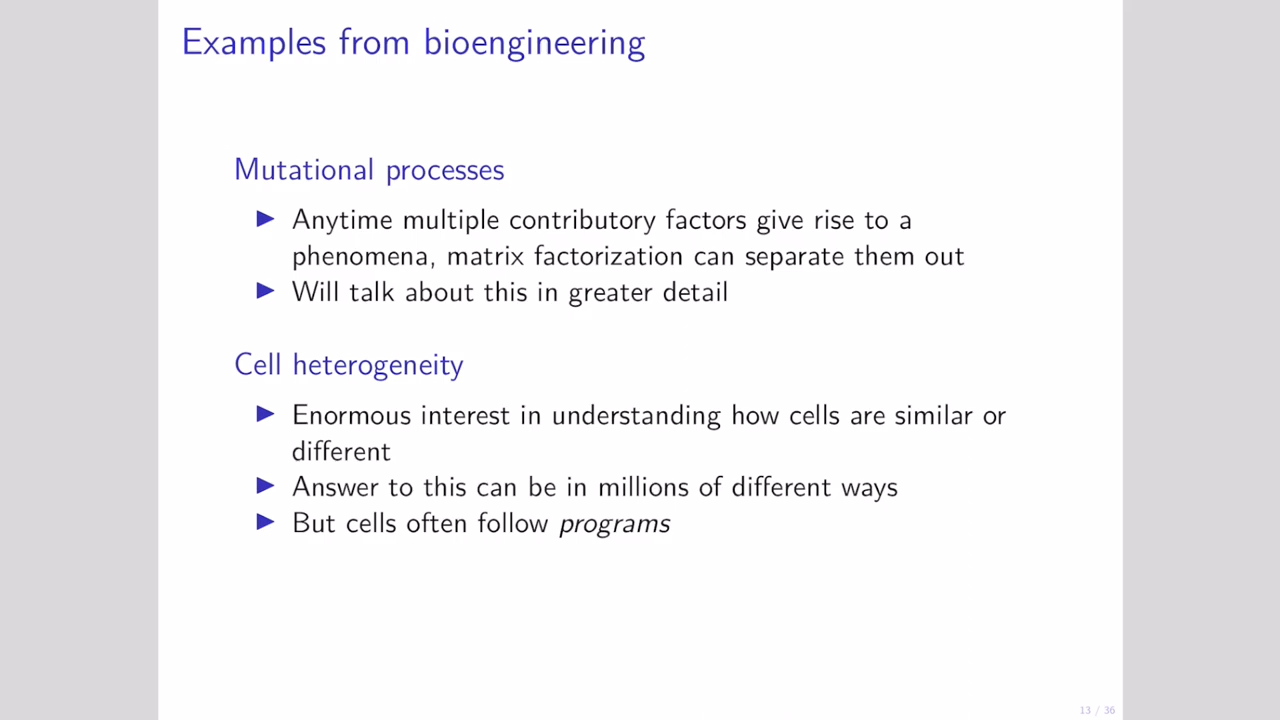 Examples from bioengineering
Mutational processes
▶ Anytime multiple contributory factors give rise to a
phenomena, matrix factorization can separate them out
▶ Will talk about this in greater detail
Cell heterogeneity
▶ Enormous interest in understanding how cells are similar or
different
▶ Answer to this can be in millions of different ways
▶ But cells often follow programs
13 / 36